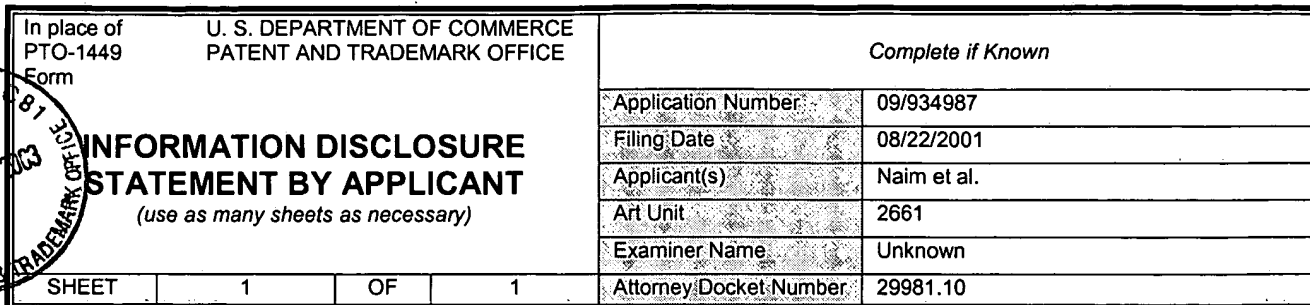 In place of U. S. DEPARTMENT OF COMMERCE
PTO-1449 PATENT AND TRADEMARK OFFICE
Form
INFORMATION DISCLOSURE
STATEMENT BY APPLICANT
(use as many sheets as necessary)
SHEET 1 OF 1
Complete if Known
Application Number 09/934987
Filing Date 08/22/2001
Applicant(s) Naim et al.
Art Unit 2661
Examiner Name Unknown
Attorney Docket Number 29981.10
TRADEMARK OFFICE